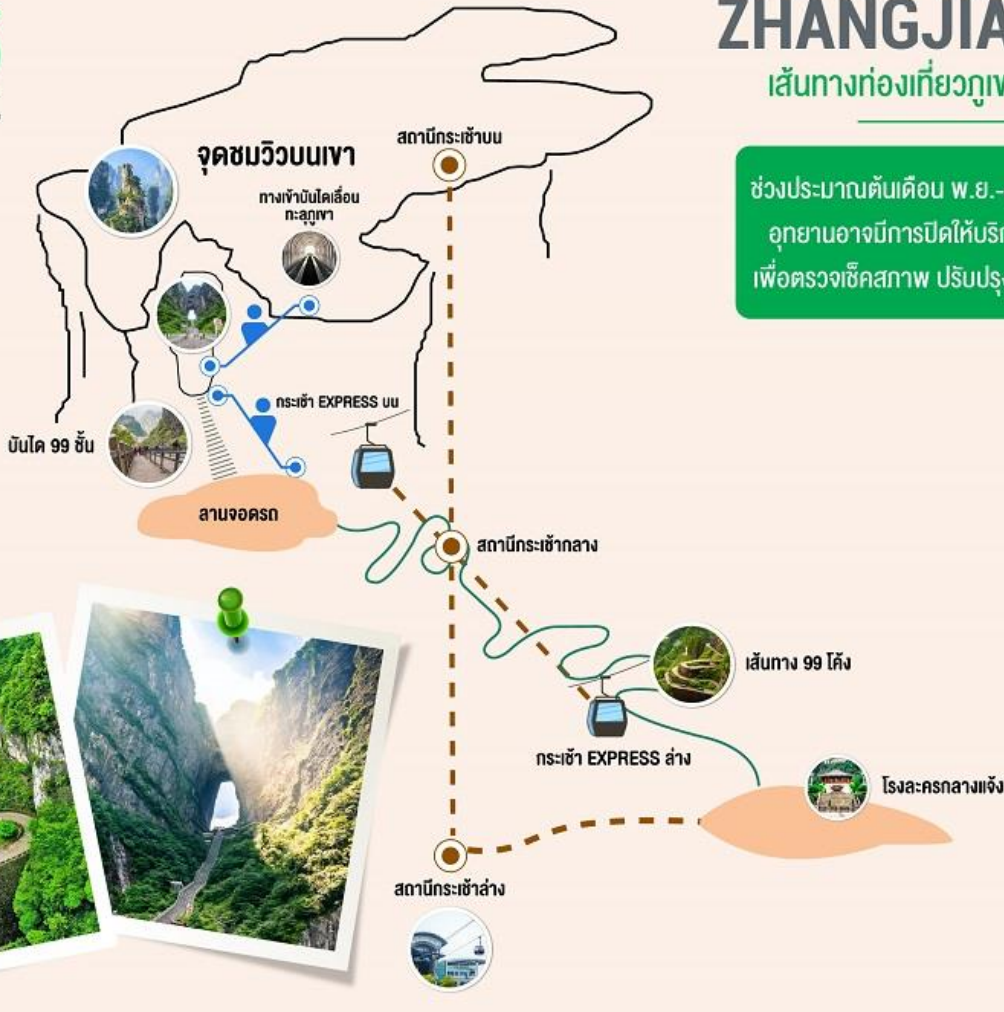 ZHANGJIA
เส้นทางท่องเที่ยวภูเ
ช่วงประมาณต้นเดือน พ.ย.-
อุทยานอาจมีการปิดให้บริก
เพื่อตรวจเช็คสภาพ ปรับปรุง
สถานีกระเช้าบน
จุดชมวิวบนเขา
ทางเข้าบันไดเลื่อน
ทะลุภูเขา
กระเช้า EXPRESS บน
บันได 99 ชั้น
ลานจอดรถ
สถานีกระเช้ากลาง
เส้นทาง 99 โค้ง
กระเช้า EXPRESS ล่าง
โรงละครกลางแจ้ง
สถานีกระเช้าล่าง